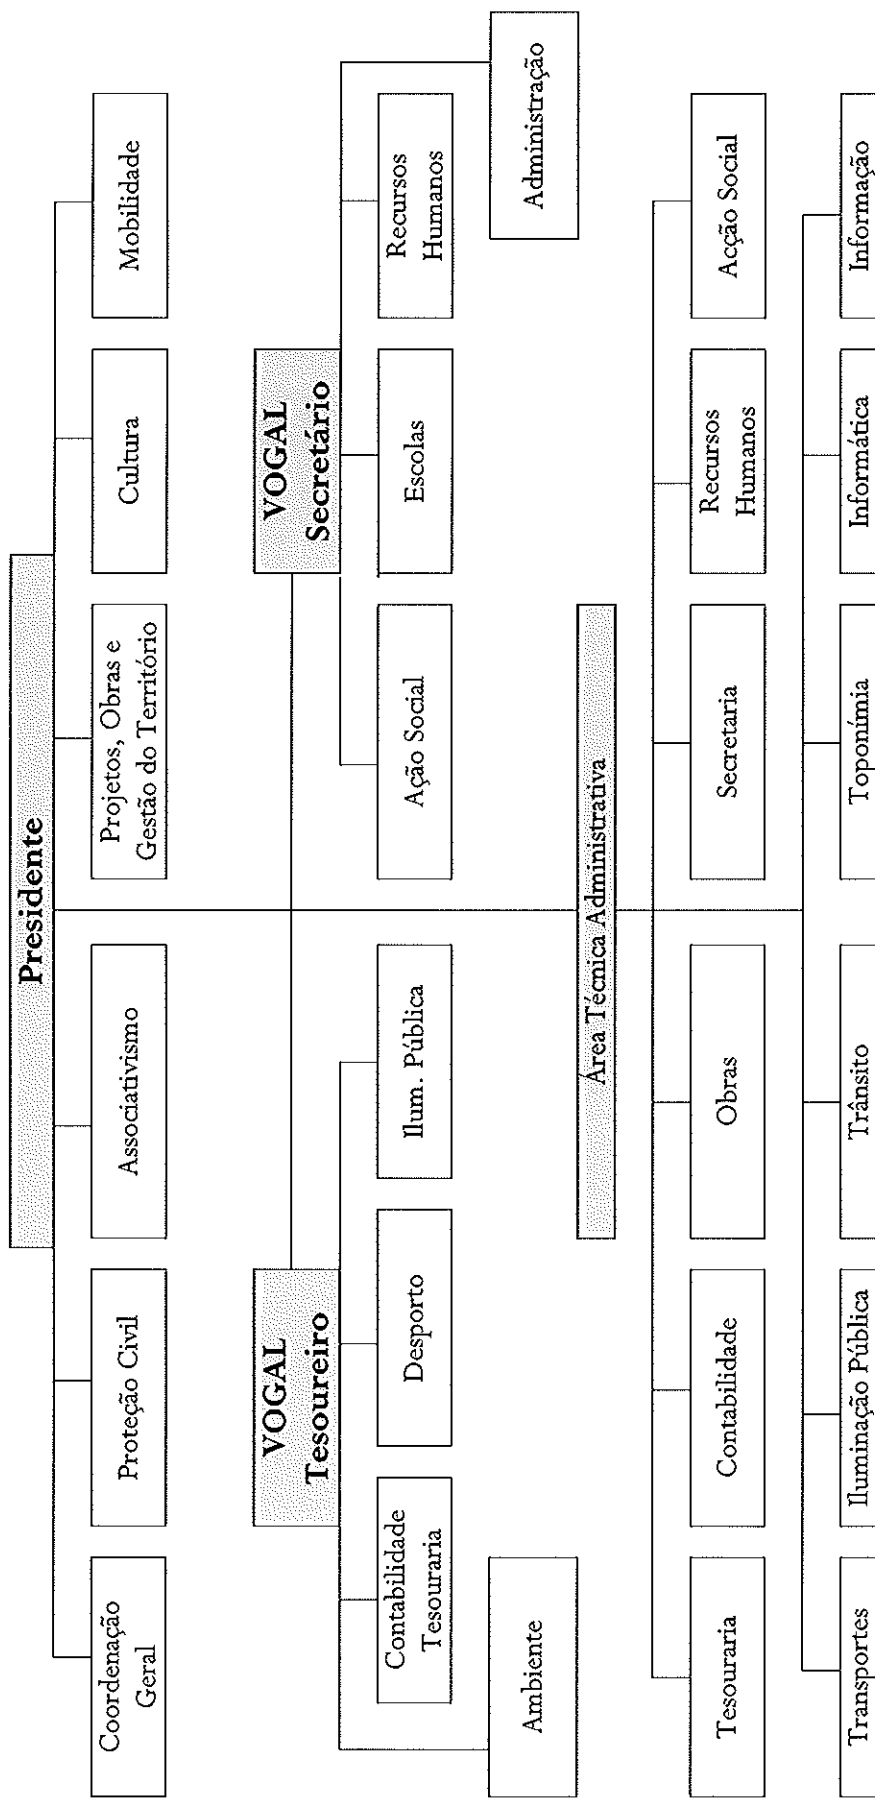 Presidente
Coordenação
Geral
Proteção Civil
Associativismo
Projetos, Obras e
Gestão do Território
Cultura
Mobilidade
VOGAL
Tesoureiro
VOGAL
Secretário
Contabilidade
Tesouraria
Desporto
Ilum. Pública
Ação Social
Escolas
Recursos
Humanos
Ambiente
Administração
Área Técnica Administrativa
Tesouraria
Contabilidade
Obras
Secretaria
Recursos
Humanos
Acção Social
Transportes
Iluminação Pública
Trânsito
Toponímia
Informática
Informação